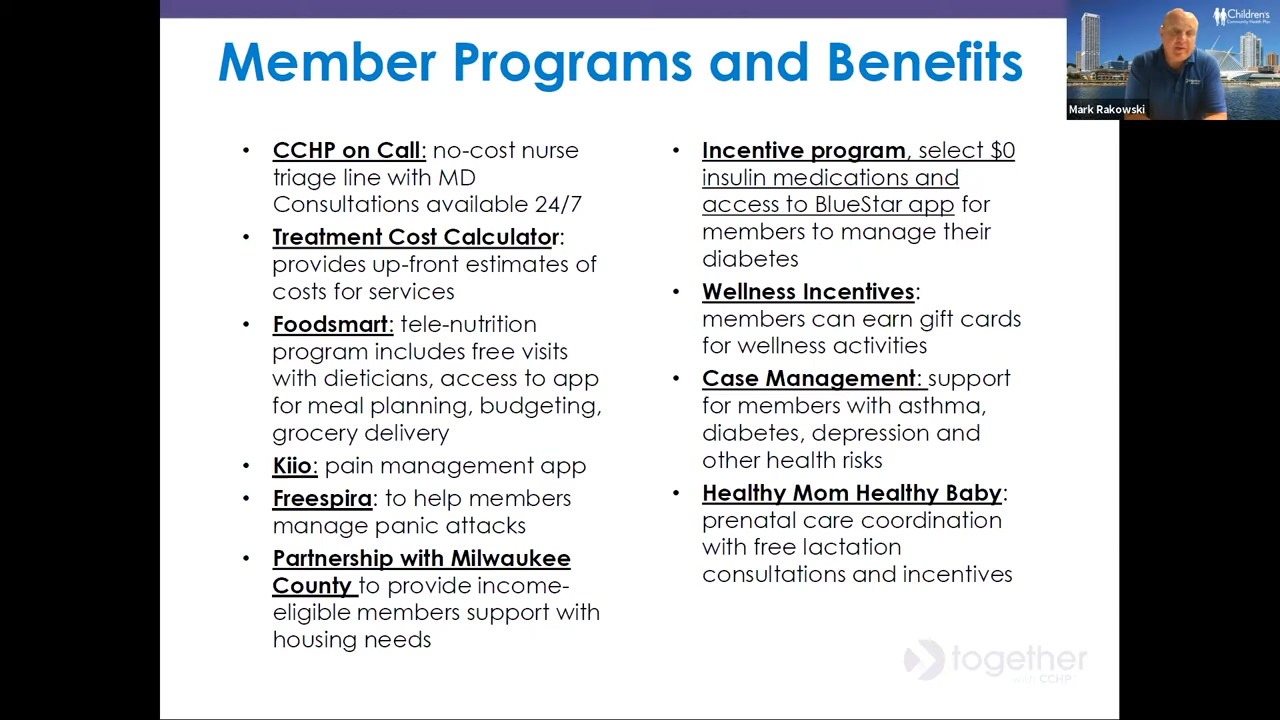 Member Programs and Benefits
• CCHP on Call: no-cost nurse
triage line with MD
Consultations available 24/7
• Treatment Cost Calculator:
provides up-front estimates of
costs for services
• Foodsmart: tele-nutrition
program includes free visits
with dieticians, access to app
for meal planning, budgeting,
grocery delivery
• Kiio: pain management app
• Freespira: to help members
manage panic attacks
• Partnership with Milwaukee
County to provide income-
eligible members support with
housing needs
• Incentive program, select $0
insulin medications and
access to BlueStar app for
members to manage their
diabetes
• Wellness Incentives:
members can earn gift cards
for wellness activities
• Case Management: support
for members with asthma,
diabetes, depression and
other health risks
• Healthy Mom Healthy Baby:
prenatal care coordination
with free lactation
consultations and incentives
together
with CCHP
Children's
Community Health Plan
Mark Rakowski